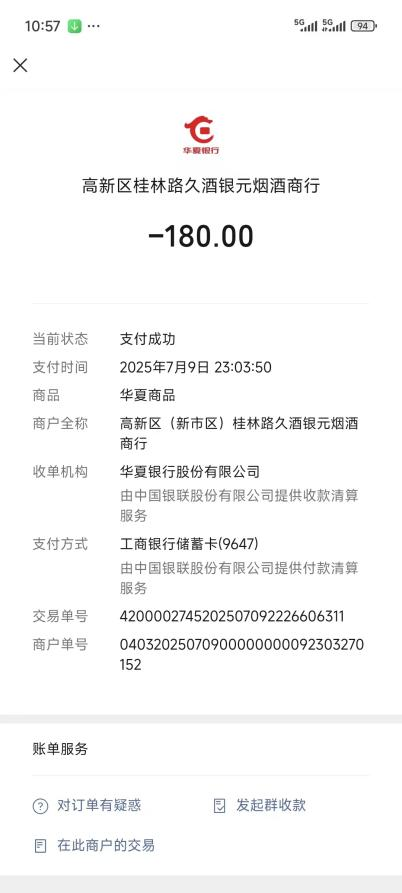 10:57
5G 5G 94
华夏银行
高新区桂林路久酒银元烟酒商行
-180.00
当前状态 支付成功
支付时间 2025年7月9日 23:03:50
商品 华夏商品
商户全称 高新区（新市区）桂林路久酒银元烟酒
商行
收单机构 华夏银行股份有限公司
由中国银联股份有限公司提供收款清算
服务
支付方式 工商银行储蓄卡(9647)
由中国银联股份有限公司提供付款清算
服务
交易单号 4200002745202507092226606311
商户单号 04032025070900000000092303270
152
账单服务
对订单有疑惑 发起群收款
在此商户的交易